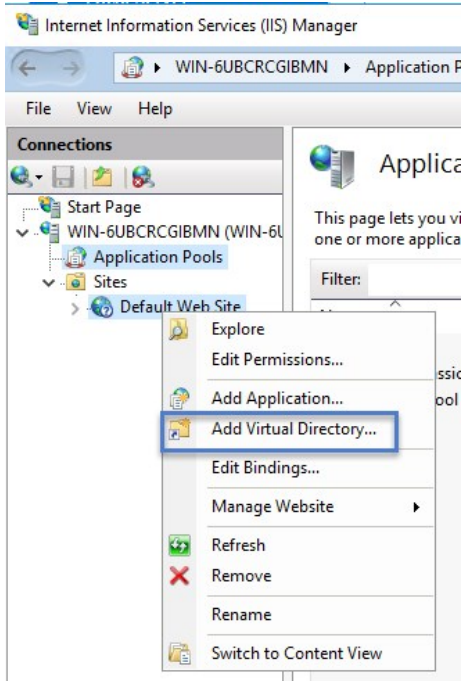 Internet Information Services (IIS) Manager
WIN-6UBCRCGIBMN
Application P
File View Help
Connections
Applica
Start Page
This page lets you vi
WIN-6UBCRCGIBMN (WIN-6U
one or more applica
Application Pools
Sites
Filter:
Default Web Site
Explore
Edit Permissions...
ssio
Add Application...
ool
Add Virtual Directory...
Edit Bindings...
Manage Website
Refresh
Remove
Rename
Switch to Content View